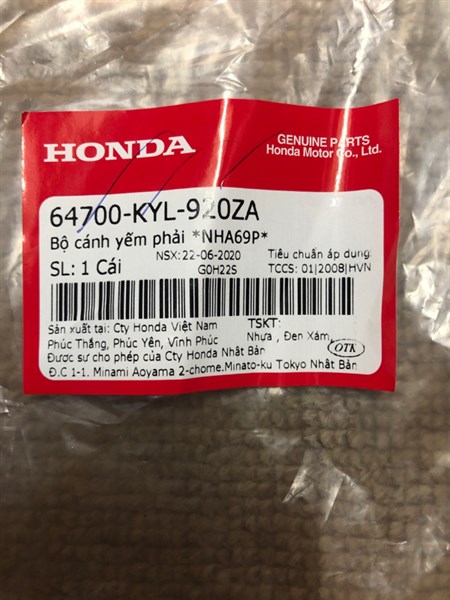 HONDA
GENUINE PARTS
Honda Motor Co., Ltd.
64700-KYL-920ZA
Bộ cánh yếm phải *NHA69P*
SL: 1 Cái
NSX: 22-06-2020
G0H22S
Tiêu chuẩn áp dụng:
TCCS: 01|2008|HVN
Sản xuất tại: Cty Honda Việt Nam
Phúc Thắng, Phúc Yên, Vĩnh Phúc
Được sự cho phép của Cty Honda Nhật Bản
Đ.C 1-1. Minami Aoyama 2-chome.Minato-ku Tokyo Nhật Bản
TSKT:
Nhựa , Đen Xám,
OTK